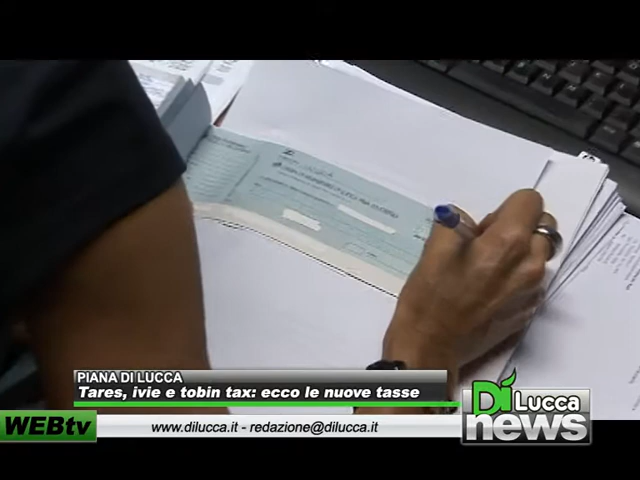 PIANA DI LUCCA
Tares, ivie e tobin tax: ecco le nuove tasse
WEBtv
www.dilucca.it - redazione@dilucca.it
Di Lucca
news